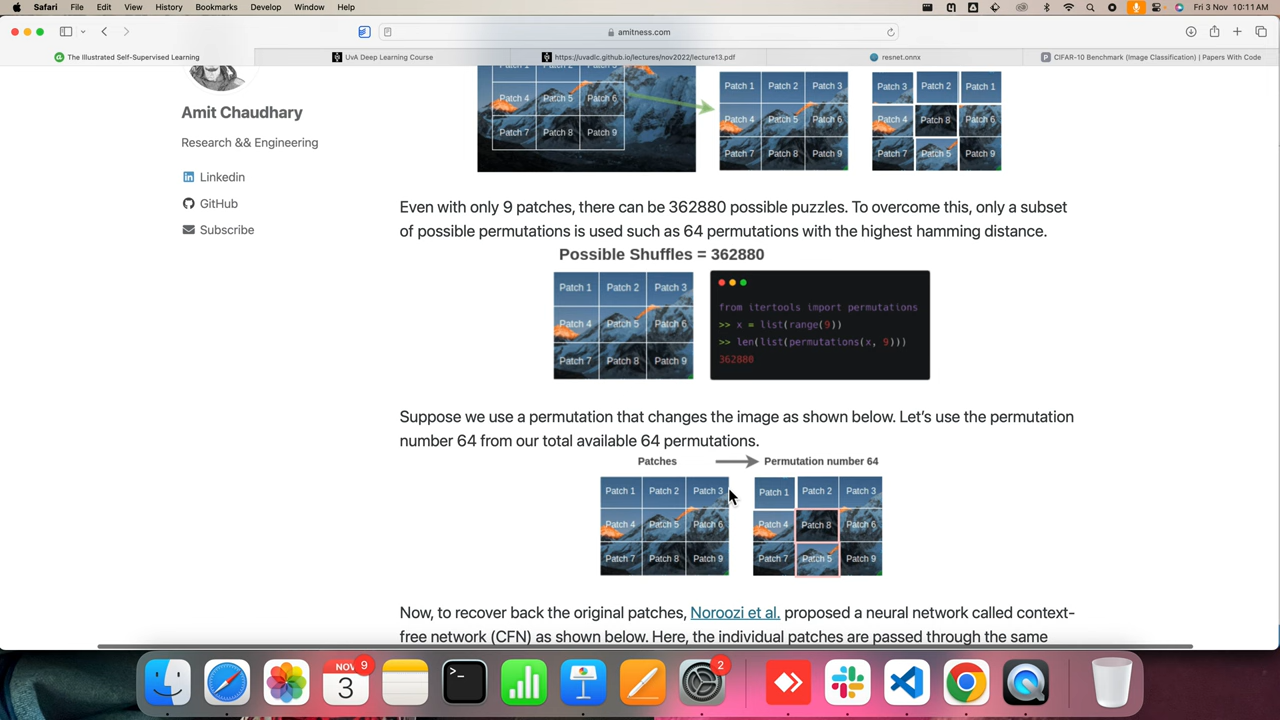 Safari File Edit View History Bookmarks Develop Window Help
Fri 3 Nov 10:11 AM
amitness.com
The Illustrated Self-Supervised Learning
UvA Deep Learning Course
https://uvadlc.github.io/lectures/nov2022/lecture13.pdf
resnet.onnx
CIFAR-10 Benchmark (Image Classification) | Papers With Code
Amit Chaudhary
Research && Engineering
Linkedin
GitHub
Subscribe
Patch 4 Patch 5 Patch 6
Patch 7 Patch 8 Patch 9
Patch 1 Patch 2 Patch 3
Patch 4 Patch 5 Patch 6
Patch 7 Patch 8 Patch 9
Patch 3 Patch 2 Patch 1
Patch 4 Patch 8 Patch 6
Patch 7 Patch 5 Patch 9
Even with only 9 patches, there can be 362880 possible puzzles. To overcome this, only a subset
of possible permutations is used such as 64 permutations with the highest hamming distance.
Possible Shuffles = 362880
Patch 1 Patch 2 Patch 3
Patch 4 Patch 5 Patch 6
Patch 7 Patch 8 Patch 9
from itertools import permutations
>> x = list(range(9))
>> len(list(permutations(x, 9)))
362880
Suppose we use a permutation that changes the image as shown below. Let's use the permutation
number 64 from our total available 64 permutations.
Patches
Permutation number 64
Patch 1 Patch 2 Patch 3
Patch 4 Patch 5 Patch 6
Patch 7 Patch 8 Patch 9
Patch 1 Patch 2 Patch 3
Patch 4 Patch 8 Patch 6
Patch 7 Patch 5 Patch 9
Now, to recover back the original patches, Noroozi et al. proposed a neural network called context-
free network (CFN) as shown below. Here, the individual patches are passed through the same
NOV 9
3
2